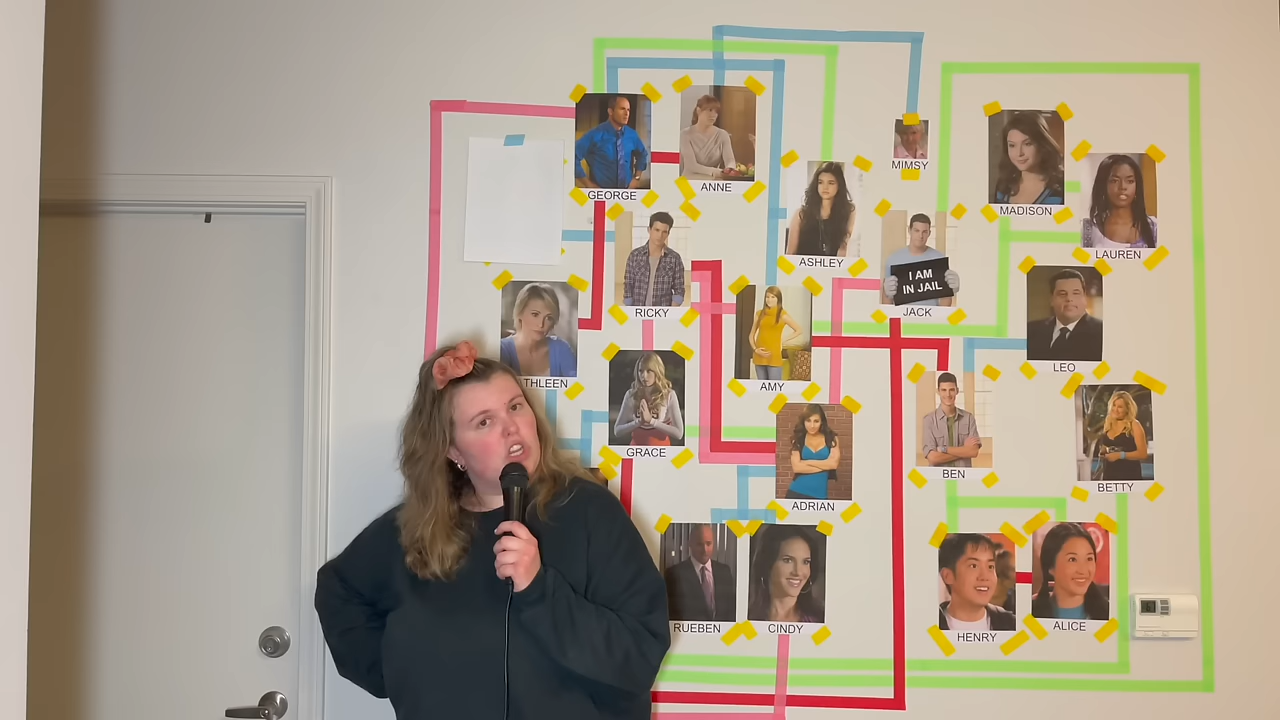 GEORGE
ANNE
MIMSY
MADISON
LAUREN
ASHLEY
RICKY
I AM
IN JAIL
JACK
THLEEN
AMY
LEO
GRACE
ADRIAN
BEN
BETTY
RUEBEN
CINDY
HENRY
ALICE